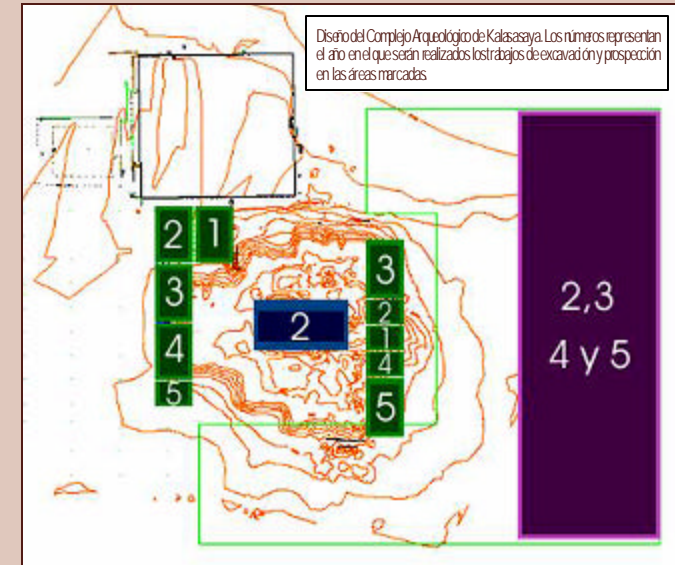 Diseño del Complejo Arqueológico de Kalasasaya. Los números representan
el año en el que serán realizados los trabajos de excavación y prospección
en las áreas marcadas.
2 1
3
3
2
2
1
2,3
4
4
4 y 5
5
5